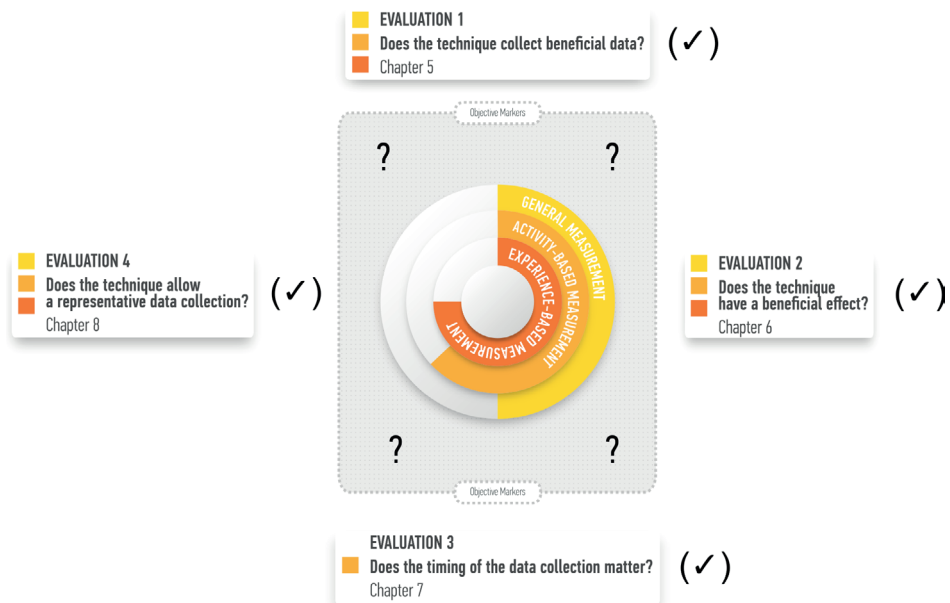 EVALUATION 1
Does the technique collect beneficial data?
Chapter 5
(✓)
Objective Markers
?
?
GENERAL MEASUREMENT
ACTIVITY-BASED MEASUREMENT
EXPERIENCE-BASED MEASUREMENT
EVALUATION 4
Does the technique allow
a representative data collection?
Chapter 8
(✓)
EVALUATION 2
Does the technique
have a beneficial effect?
Chapter 6
(✓)
?
?
Objective Markers
EVALUATION 3
Does the timing of the data collection matter?
Chapter 7
(✓)